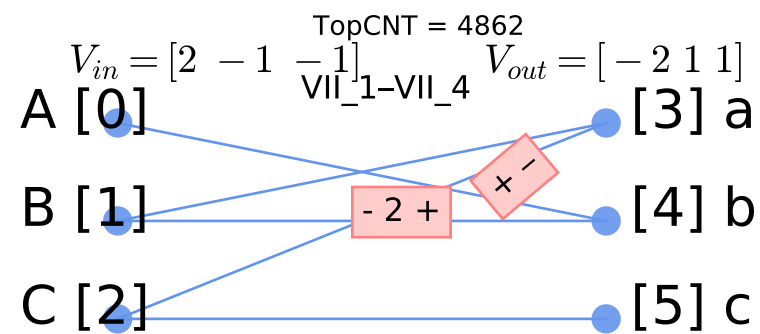 TopCNT = 4862
V_in = [2 −1 −1] V_out = [−2 1 1]
VII_1–VII_4
A [0] [3] a
+ −
B [1] - 2 + [4] b
C [2] [5] c